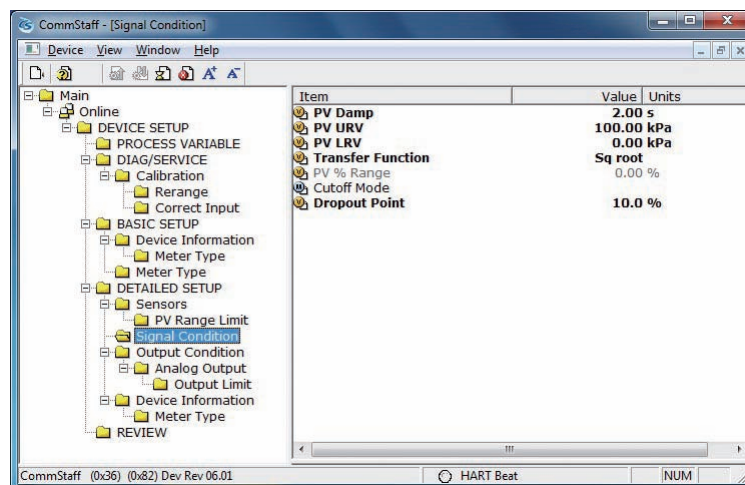 CommStaff - [Signal Condition]
Device View Window Help
A+ A-
Main
Online
DEVICE SETUP
PROCESS VARIABLE
DIAG/SERVICE
Calibration
Rerange
Correct Input
BASIC SETUP
Device Information
Meter Type
Meter Type
DETAILED SETUP
Sensors
PV Range Limit
Signal Condition
Output Condition
Analog Output
Output Limit
Device Information
Meter Type
REVIEW
Item Value Units
PV Damp 2.00 s
PV URV 100.00 kPa
PV LRV 0.00 kPa
Transfer Function Sq root
PV % Range 0.00 %
Cutoff Mode
Dropout Point 10.0 %
CommStaff (0x36) (0x82) Dev Rev 06.01 HART Beat NUM